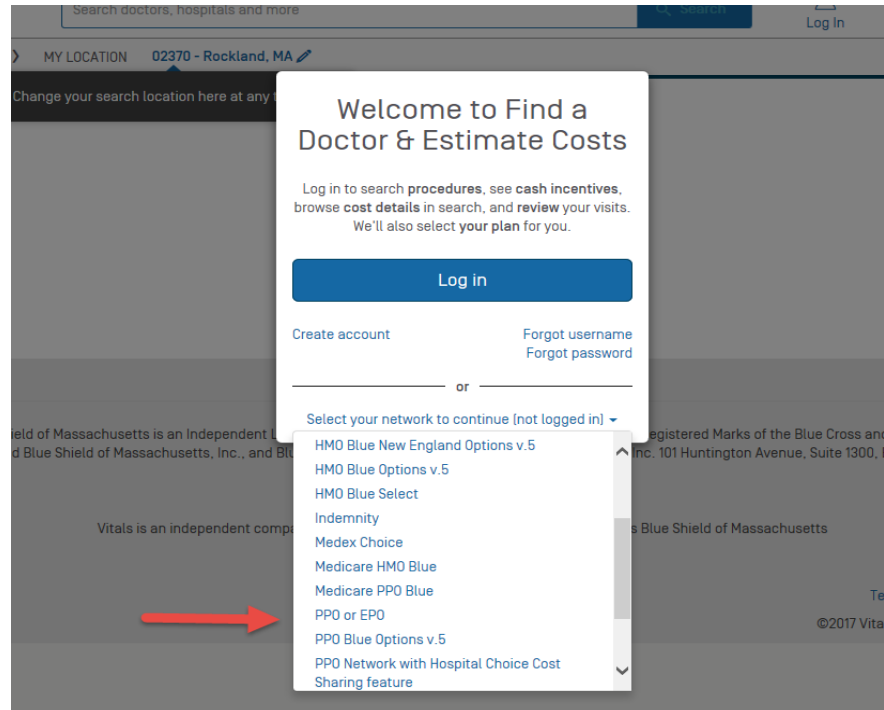 Search doctors, hospitals and more
Search
Log In
MY LOCATION 02370 - Rockland, MA
Change your search location here at any
Welcome to Find a
Doctor & Estimate Costs
Log in to search procedures, see cash incentives,
browse cost details in search, and review your visits.
We'll also select your plan for you.
Log in
Create account
Forgot username
Forgot password
or
Select your network to continue (not logged in)
HMO Blue New England Options v.5
HMO Blue Options v.5
HMO Blue Select
Indemnity
Medex Choice
Medicare HMO Blue
Medicare PPO Blue
PPO or EPO
PPO Blue Options v.5
PPO Network with Hospital Choice Cost
Sharing feature
of Massachusetts is an Independent
egistered Marks of the Blue Cross and
d Blue Shield of Massachusetts, Inc., and
Inc. 101 Huntington Avenue, Suite 1300,
Vitals is an independent
s Blue Shield of Massachusetts
©2017